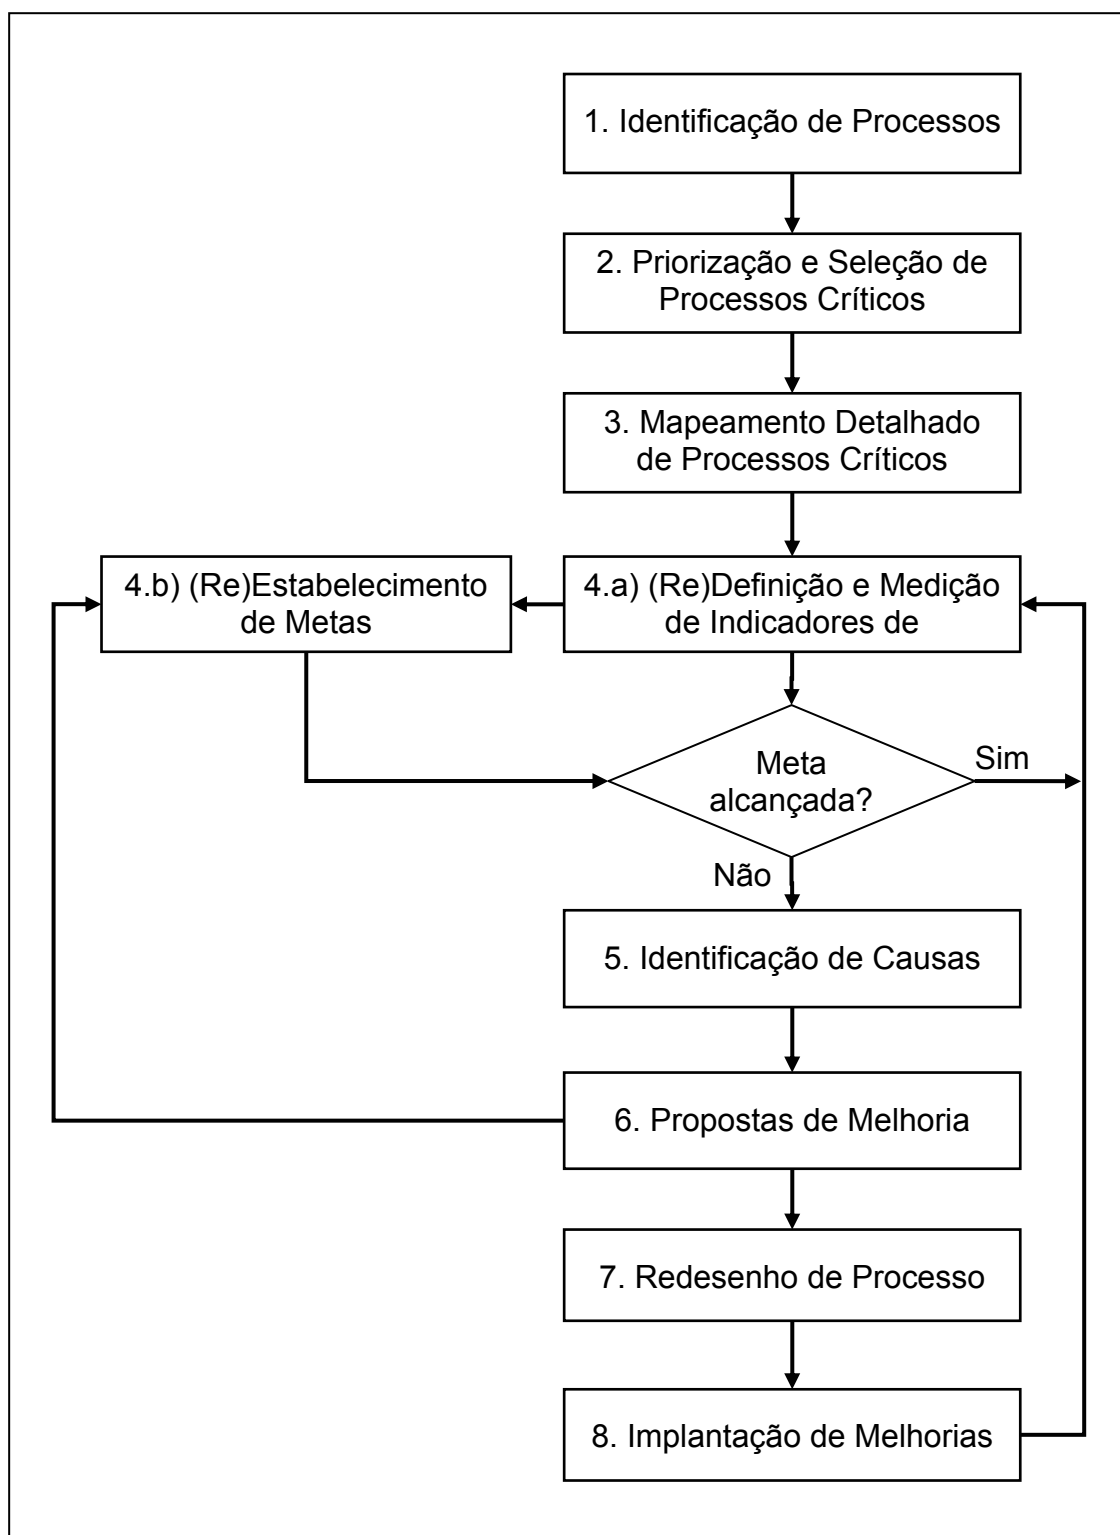 1. Identificação de Processos
2. Priorização e Seleção de
Processos Críticos
3. Mapeamento Detalhado
de Processos Críticos
4.b) (Re)Estabelecimento
de Metas
4.a) (Re)Definição e Medição
de Indicadores de
Meta
alcançada?
Sim
Não
5. Identificação de Causas
6. Propostas de Melhoria
7. Redesenho de Processo
8. Implantação de Melhorias